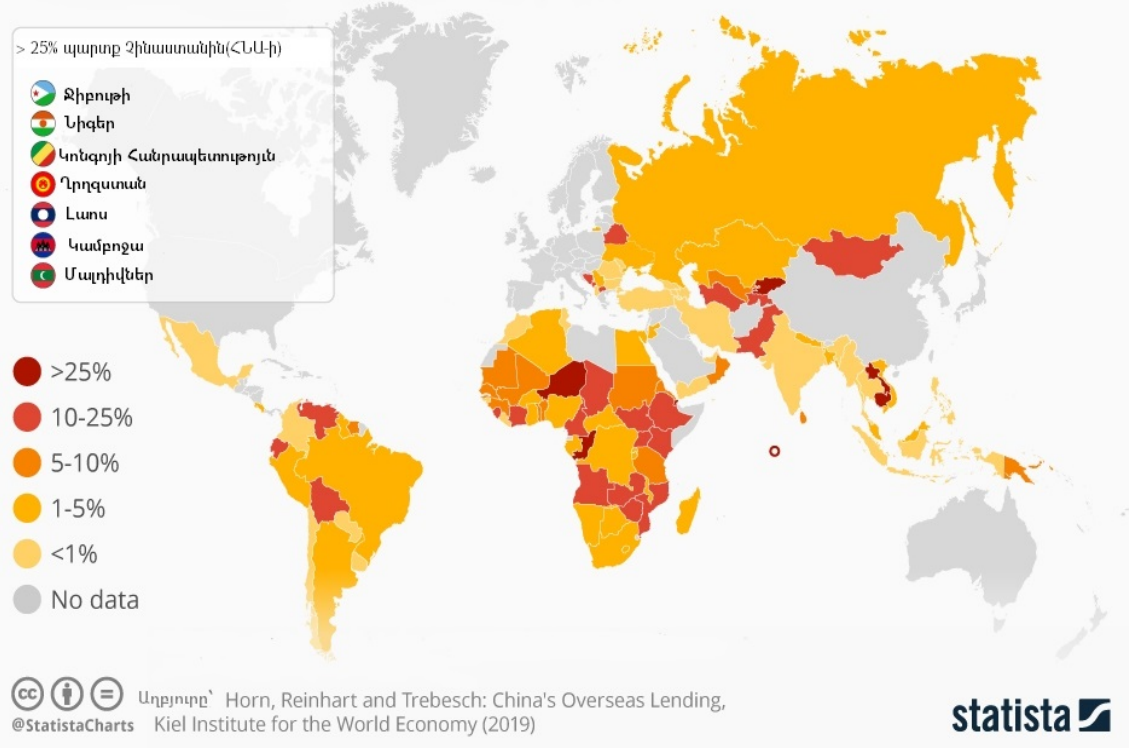 > 25% պարտք Չինաստանին(ՀՆԱ-ի)
Ջիբութի
Նիգեր
Կոնգոյի Հանրապետություն
Ղրղզստան
Լաոս
Կամբոջա
Մալդիվներ
>25%
10-25%
5-10%
1-5%
<1%
No data
Աղբյուրը՝ Horn, Reinhart and Trebesch: China's Overseas Lending,
@StatistaCharts Kiel Institute for the World Economy (2019)
statista